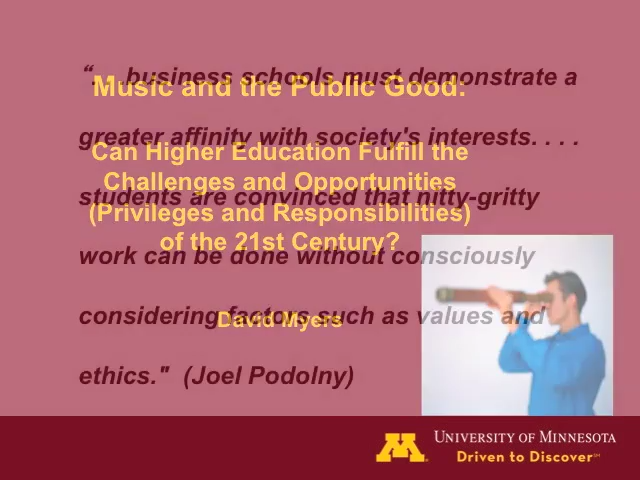 “. . .business schools must demonstrate a
greater affinity with society's interests. . . .
students are convinced that nitty-gritty
work can be done without consciously
considering factors such as values and
ethics."  (Joel Podolny)
Music and the Public Good:
Can Higher Education Fulfill the
Challenges and Opportunities
(Privileges and Responsibilities)
of the 21st Century?
David Myers
M
UNIVERSITY OF MINNESOTA
Driven to Discover℠